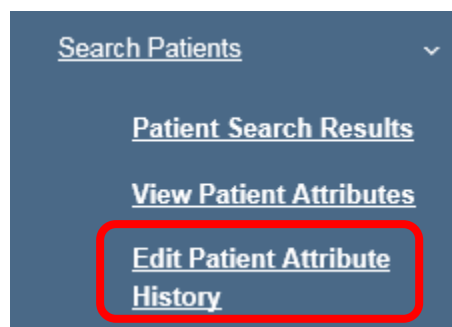 Search Patients
Patient Search Results
View Patient Attributes
Edit Patient Attribute
History